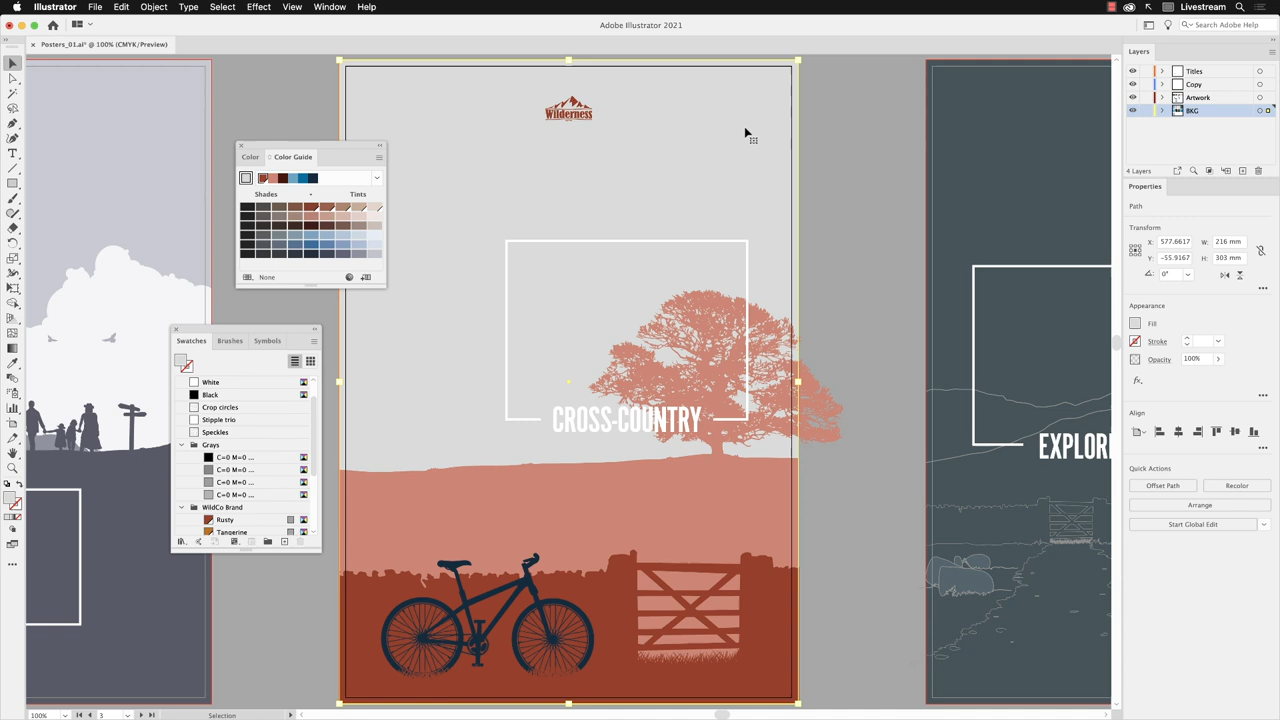 Illustrator File Edit Object Type Select Effect View Window Help Livestream
Adobe Illustrator 2021
Search Adobe Help
Posters_01.ai* @ 100% (CMYK/Preview)
Layers
Titles
Copy
Artwork
BKG
4 Layers
Wilderness
Color Color Guide
Shades Tints
None
Swatches Brushes Symbols
White
Black
Crop circles
Stipple trio
Speckles
Grays
C=0 M=0 ...
C=0 M=0 ...
C=0 M=0 ...
C=0 M=0 ...
WildCo Brand
Rusty
Tangerine
CROSS-COUNTRY
EXPLOR
Properties
Path
Transform
X: 577.6617 W: 216 mm
Y: -55.9167 H: 303 mm
0°
Appearance
Fill
Stroke
Opacity 100%
fx
Align
Quick Actions
Offset Path Recolor
Arrange
Start Global Edit
100% 3 Selection